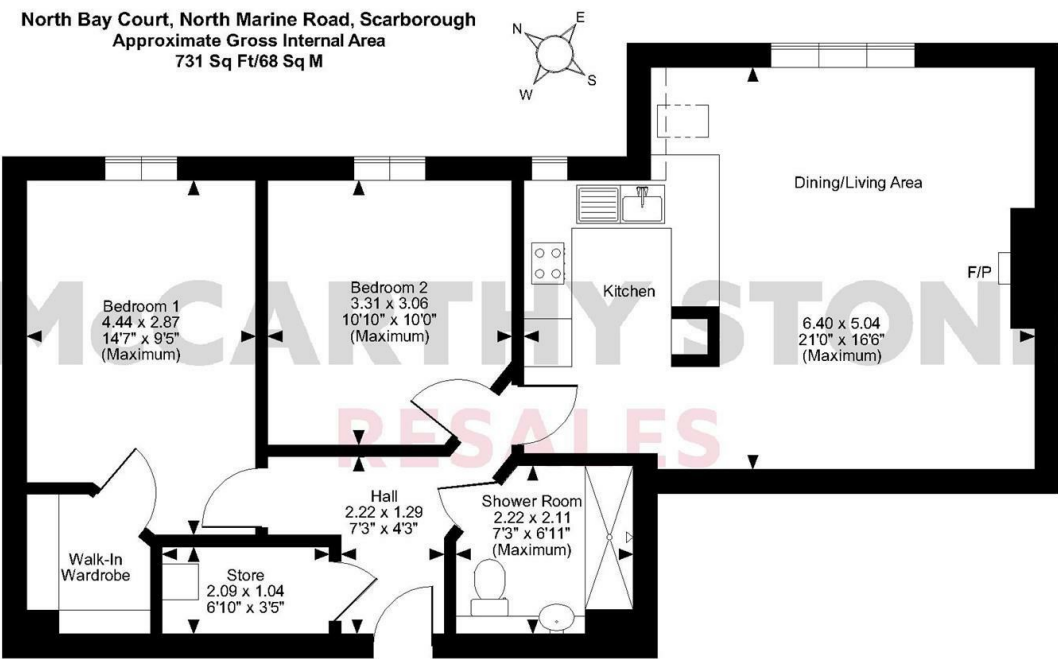 North Bay Court, North Marine Road, Scarborough
Approximate Gross Internal Area
731 Sq Ft/68 Sq M
N
E
S
W
Dining/Living Area
F/P
6.40 x 5.04
21'0" x 16'6"
(Maximum)
Kitchen
Bedroom 1
4.44 x 2.87
14'7" x 9'5"
(Maximum)
Bedroom 2
3.31 x 3.06
10'10" x 10'0"
(Maximum)
McCARTHY STONE
RESALES
Hall
2.22 x 1.29
7'3" x 4'3"
Shower Room
2.22 x 2.11
7'3" x 6'11"
(Maximum)
Walk-In
Wardrobe
Store
2.09 x 1.04
6'10" x 3'5"